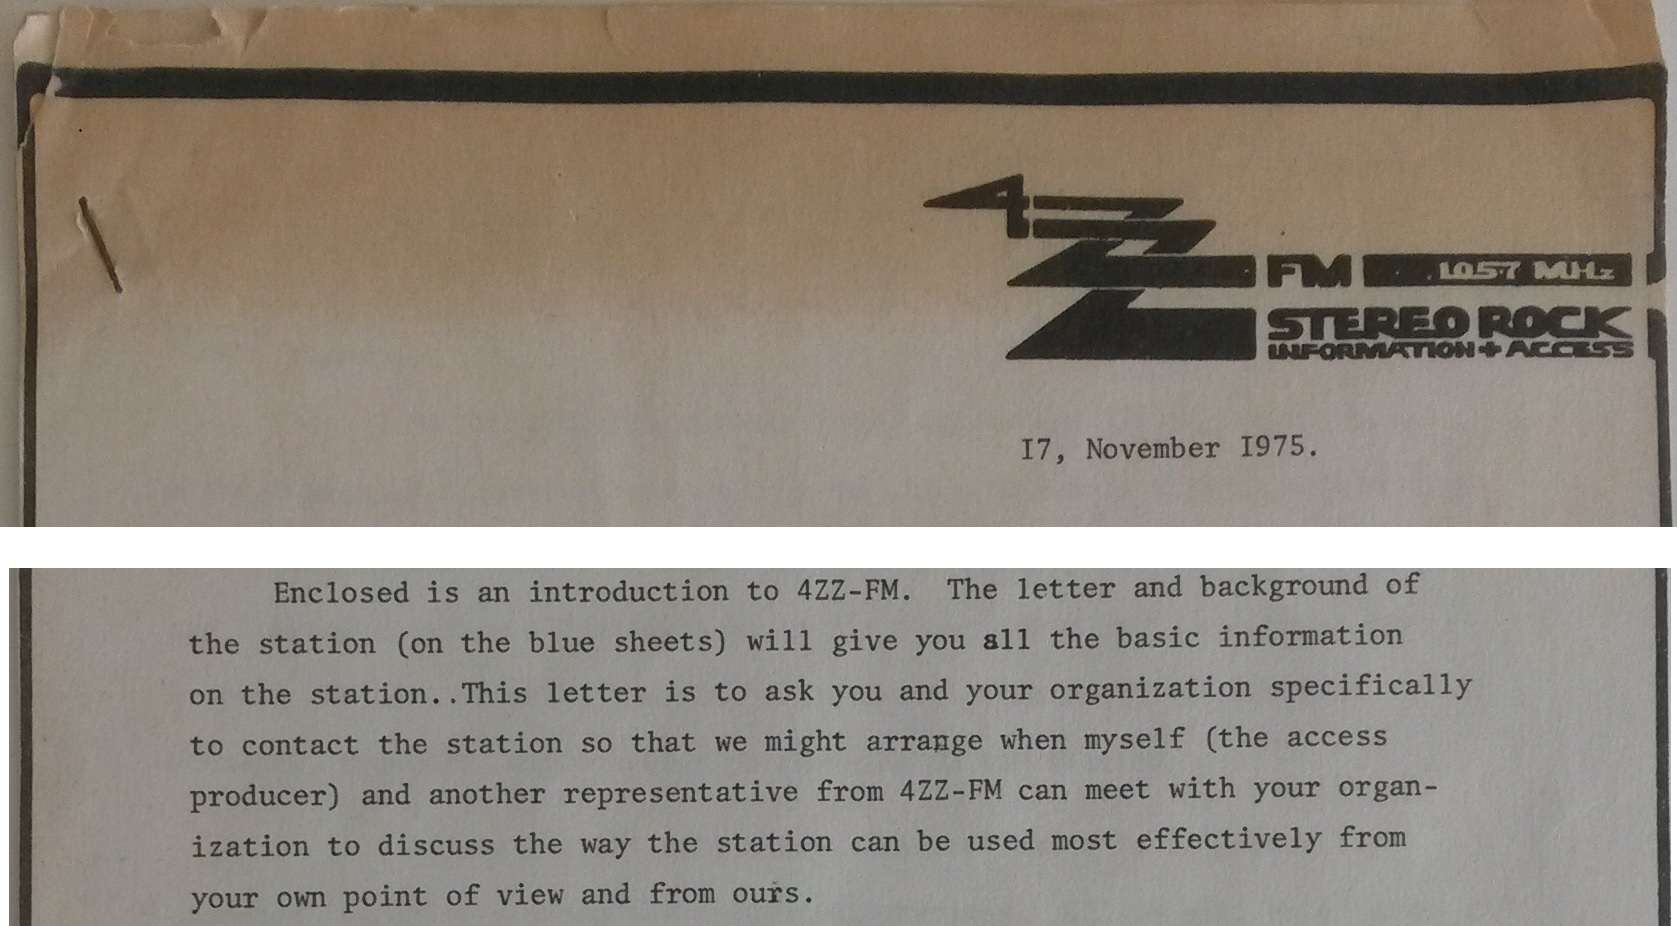 4ZZ FM 105.7 MHz
STEREO ROCK
INFORMATION + ACCESS
I7, November I975.
Enclosed is an introduction to 4ZZ-FM. The letter and background of
the station (on the blue sheets) will give you all the basic information
on the station..This letter is to ask you and your organization specifically
to contact the station so that we might arrange when myself (the access
producer) and another representative from 4ZZ-FM can meet with your organ-
ization to discuss the way the station can be used most effectively from
your own point of view and from ours.